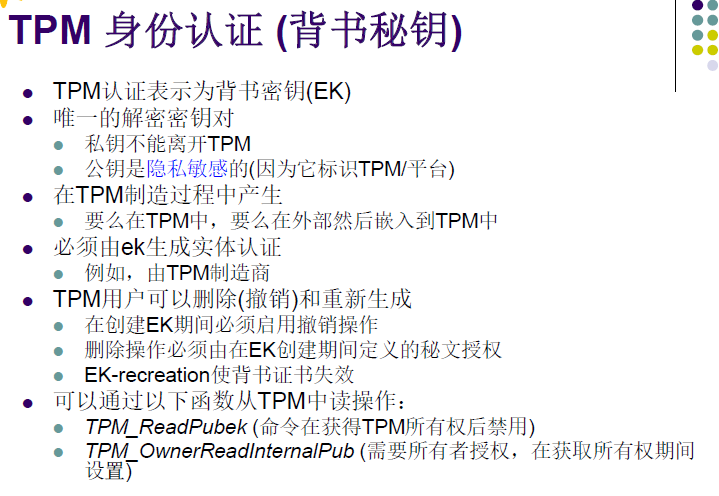 TPM 身份认证 (背书秘钥)
TPM认证表示为背书密钥(EK)
唯一的解密密钥对
私钥不能离开TPM
公钥是隐私敏感的(因为它标识TPM/平台)
在TPM制造过程中产生
要么在TPM中，要么在外部然后嵌入到TPM中
必须由ek生成实体认证
例如，由TPM制造商
TPM用户可以删除(撤销)和重新生成
在创建EK期间必须启用撤销操作
删除操作必须由在EK创建期间定义的秘文授权
EK-recreation使背书证书失效
可以通过以下函数从TPM中读操作：
TPM_ReadPubek (命令在获得TPM所有权后禁用)
TPM_OwnerReadInternalPub (需要所有者授权，在获取所有权期间
设置)